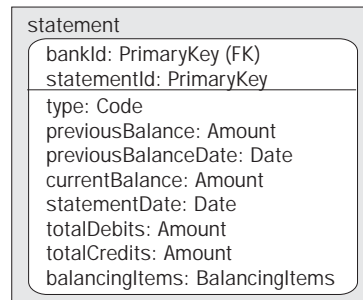 statement
bankId: PrimaryKey (FK)
statementId: PrimaryKey
type: Code
previousBalance: Amount
previousBalanceDate: Date
currentBalance: Amount
statementDate: Date
totalDebits: Amount
totalCredits: Amount
balancingItems: BalancingItems